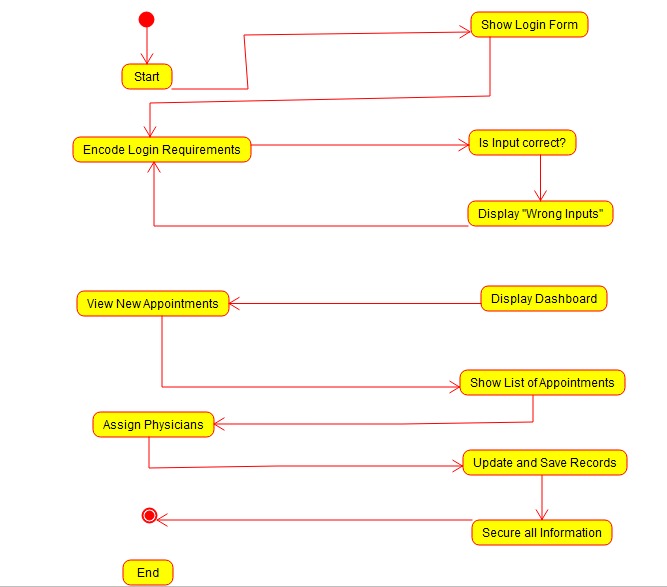 Show Login Form
Start
Encode Login Requirements
Is Input correct?
Display "Wrong Inputs"
View New Appointments
Display Dashboard
Show List of Appointments
Assign Physicians
Update and Save Records
Secure all Information
End